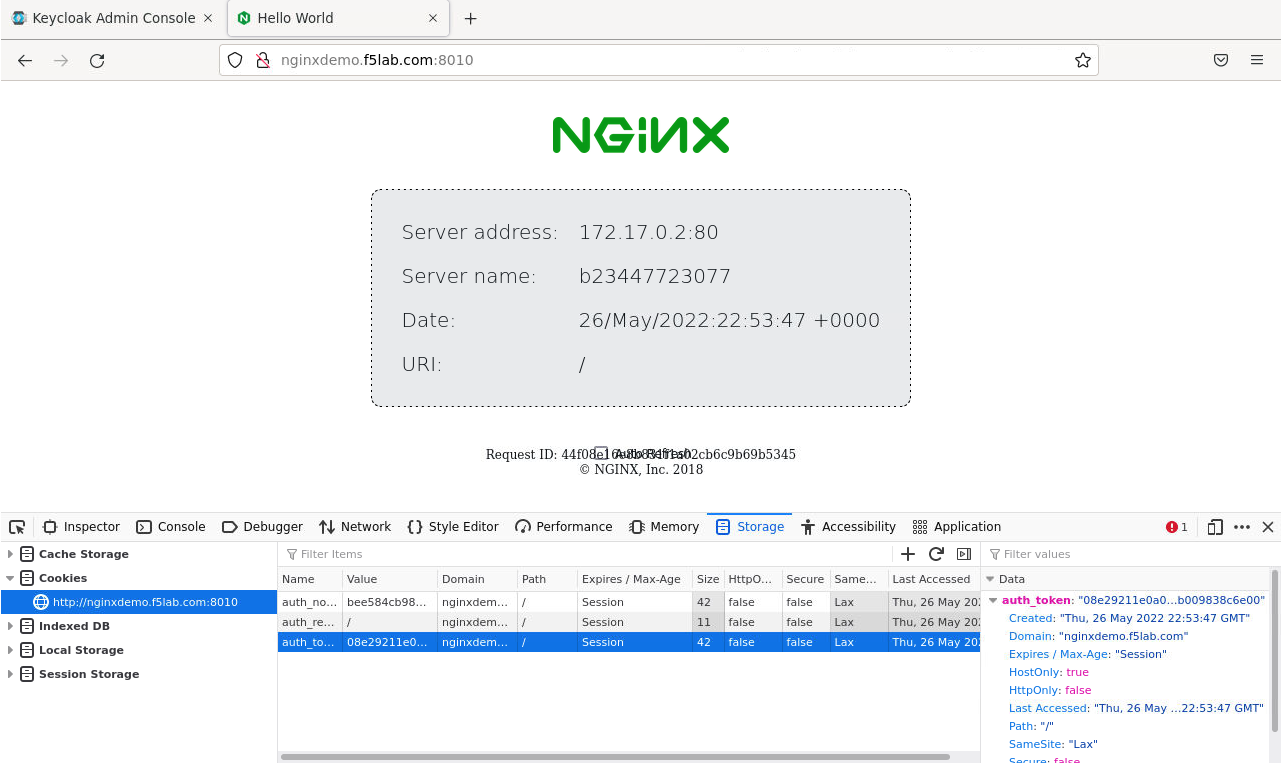 Keycloak Admin Console
Hello World
nginxdemo.f5lab.com:8010
NGINX
Server address: 172.17.0.2:80
Server name: b23447723077
Date: 26/May/2022:22:53:47 +0000
URI: /
Request ID:
Auto Refresh
© NGINX, Inc. 2018
Inspector Console Debugger Network Style Editor Performance Memory Storage Accessibility Application 1
Cache Storage
Cookies
http://nginxdemo.f5lab.com:8010
Indexed DB
Local Storage
Session Storage
Filter Items
Name Value Domain Path Expires / Max-Age Size HttpO... Secure Same... Last Accessed
auth_no... bee584cb98... nginxdem... / Session 42 false false Lax Thu, 26 May 202
auth_re... / nginxdem... / Session 11 false false Lax Thu, 26 May 202
auth_to... 08e29211e0... nginxdem... / Session 42 false false Lax Thu, 26 May 202
Filter values
Data
auth_token: "08e29211e0a0...b009838c6e00"
Created: "Thu, 26 May 2022 22:53:47 GMT"
Domain: "nginxdemo.f5lab.com"
Expires / Max-Age: "Session"
HostOnly: true
HttpOnly: false
Last Accessed: "Thu, 26 May ...22:53:47 GMT"
Path: "/"
SameSite: "Lax"
Secure: false